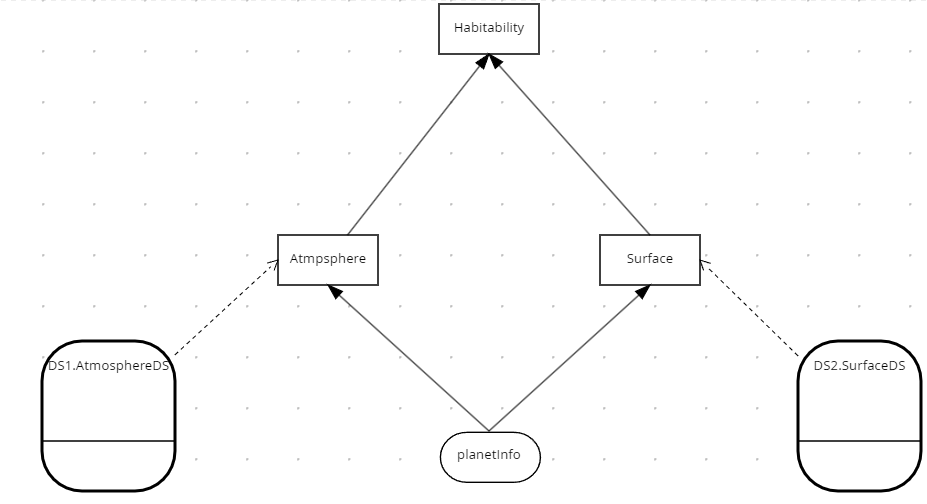 Habitability
Atmpsphere
Surface
DS1.AtmosphereDS
DS2.SurfaceDS
planetInfo